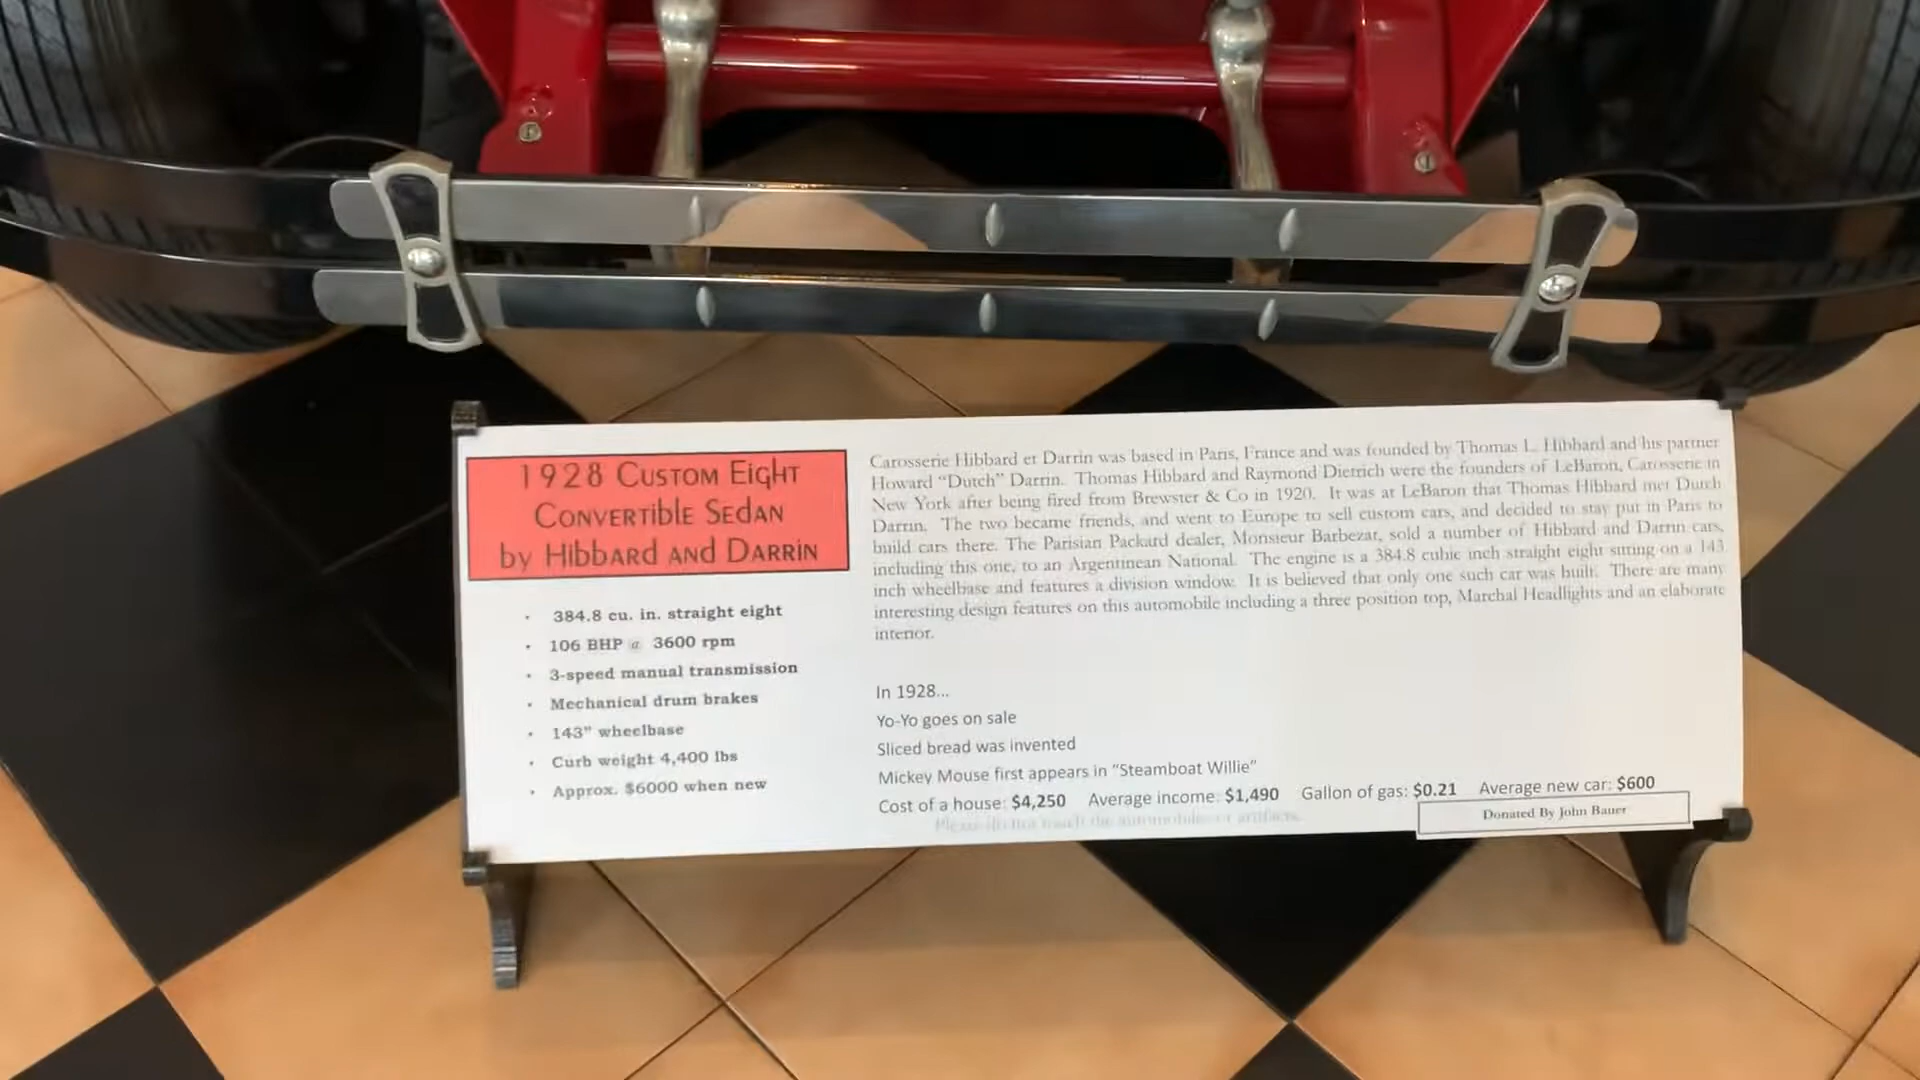 1928 Custom Eight
Convertible Sedan
by Hibbard and Darrin
• 384.8 cu. in. straight eight
• 106 BHP @ 3600 rpm
• 3-speed manual transmission
• Mechanical drum brakes
• 143" wheelbase
• Curb weight 4,400 lbs
• Approx. $6000 when new
Carosserie Hibbard et Darrin was based in Paris, France and was founded by Thomas L. Hibbard and his partner
Howard “Dutch” Darrin. Thomas Hibbard and Raymond Dietrich were the founders of LeBaron, Carosserie in
New York after being fired from Brewster & Co in 1920. It was at LeBaron that Thomas Hibbard met Dutch
Darrin. The two became friends, and went to Europe to sell custom cars, and decided to stay put in Paris to
build cars there. The Parisian Packard dealer, Monsieur Barbezat, sold a number of Hibbard and Darrin cars,
including this one, to an Argentinean National. The engine is a 384.8 cubic inch straight eight sitting on a 143
inch wheelbase and features a division window. It is believed that only one such car was built. There are many
interesting design features on this automobile including a three position top, Marchal Headlights and an elaborate
interior.
In 1928...
Yo-Yo goes on sale
Sliced bread was invented
Mickey Mouse first appears in “Steamboat Willie”
Cost of a house: $4,250 Average income: $1,490 Gallon of gas: $0.21 Average new car: $600
Please do not touch the automobiles or artifacts.
Donated By John Bauer